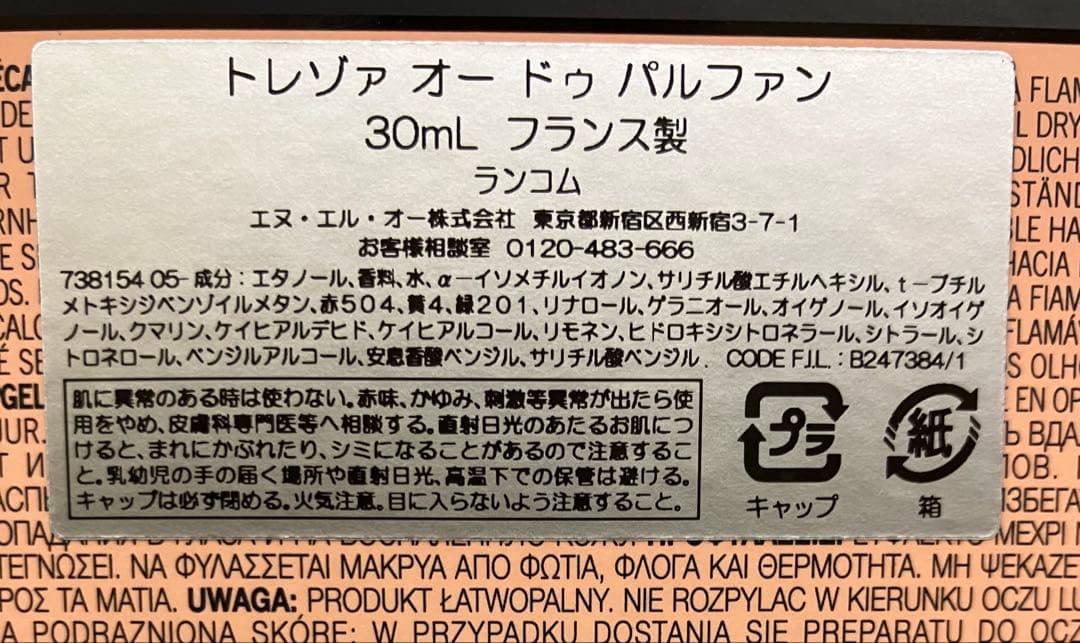 トレゾァ オー ドゥ パルファン
30mL フランス製
ランコム
エヌ・エル・オー株式会社 東京都新宿区西新宿3-7-1
お客様相談室 0120-483-666
738154 05- 成分：エタノール､香料､水､α－イソメチルイオノン､サリチル酸エチルヘキシル､t－ブチル
メトキシジベンゾイルメタン､赤504､黄4､緑201､リナロール､ゲラニオール､オイゲノール､イソオイゲ
ノール､クマリン､ケイヒアルデヒド､ケイヒアルコール､リモネン､ヒドロキシシトロネラール､シトラール､シ
トロネロール､ベンジルアルコール､安息香酸ベンジル､サリチル酸ベンジル. CODE F.I.L.: B247384/1
肌に異常のある時は使わない。赤味、かゆみ、刺激等異常が出たら使
用をやめ、皮膚科専門医等へ相談する。直射日光のあたるお肌につ
けると、まれにかぶれたり、シミになることがあるので注意するこ
と。乳幼児の手の届く場所や直射日光、高温下での保管は避ける。
キャップは必ず閉める。火気注意。目に入らないよう注意すること。
プラ
キャップ
紙
箱
ΤΕΓΝΩΣΕΙ. ΝΑ ΦΥΛΑΣΣΕΤΑΙ ΜΑΚΡΥΑ ΑΠΟ ΦΩΤΙΑ, ΦΛΟΓΑ ΚΑΙ ΘΕΡΜΟΤΗΤΑ. ΜΗ ΨΕΚΑΖΕ
ΡΟΣ ΤΑ ΜΑΤΙΑ. UWAGA: PRODUKT ŁATWOPALNY. NIE ROZPYLAC W KIERUNKU OCZU LU
A PODRAZNIONA SKÓRE: W PRZYPADKU DOSTANIA SIE PREPARATU DO OCZ